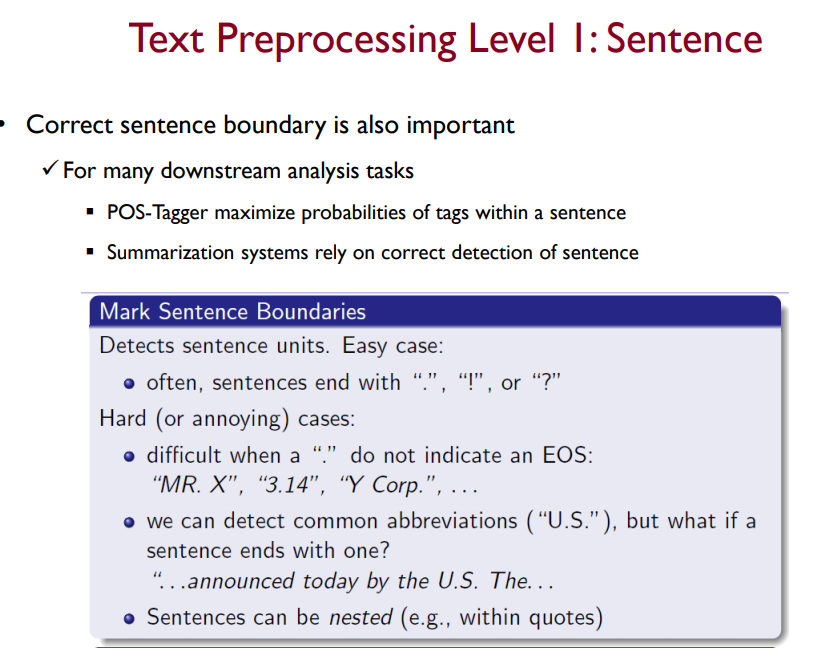 Text Preprocessing Level 1: Sentence
• Correct sentence boundary is also important
✓ For many downstream analysis tasks
▪ POS-Tagger maximize probabilities of tags within a sentence
▪ Summarization systems rely on correct detection of sentence
Mark Sentence Boundaries
Detects sentence units. Easy case:
● often, sentences end with “.”, “!”, or “?”
Hard (or annoying) cases:
● difficult when a “.” do not indicate an EOS:
“MR. X”, “3.14”, “Y Corp.”, ...
● we can detect common abbreviations (“U.S.”), but what if a
sentence ends with one?
“...announced today by the U.S. The...
● Sentences can be nested (e.g., within quotes)